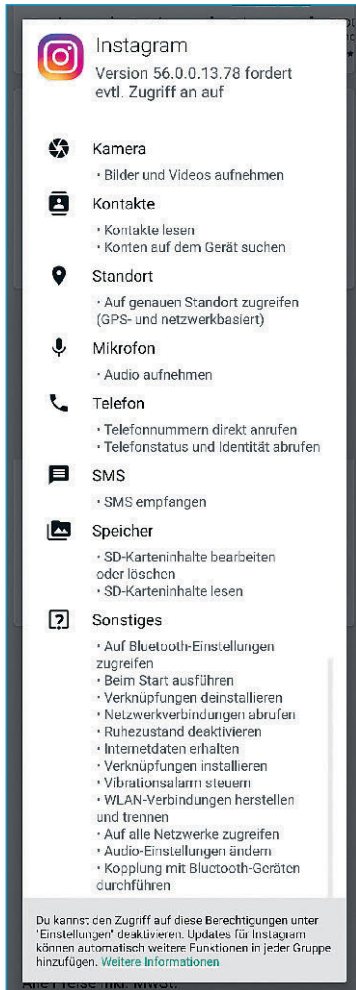 Instagram
Version 56.0.0.13.78 fordert
evtl. Zugriff an auf
Kamera
· Bilder und Videos aufnehmen
Kontakte
· Kontakte lesen
· Konten auf dem Gerät suchen
Standort
· Auf genauen Standort zugreifen
(GPS- und netzwerkbasiert)
Mikrofon
· Audio aufnehmen
Telefon
· Telefonnummern direkt anrufen
· Telefonstatus und Identität abrufen
SMS
· SMS empfangen
Speicher
· SD-Karteninhalte bearbeiten
oder löschen
· SD-Karteninhalte lesen
Sonstiges
· Auf Bluetooth-Einstellungen
zugreifen
· Beim Start ausführen
· Verknüpfungen deinstallieren
· Netzwerkverbindungen abrufen
· Ruhezustand deaktivieren
· Internetdaten erhalten
· Verknüpfungen installieren
· Vibrationsalarm steuern
· WLAN-Verbindungen herstellen
und trennen
· Auf alle Netzwerke zugreifen
· Audio-Einstellungen ändern
· Kopplung mit Bluetooth-Geräten
durchführen
Du kannst den Zugriff auf diese Berechtigungen unter
"Einstellungen" deaktivieren. Updates für Instagram
können automatisch weitere Funktionen in jeder Gruppe
hinzufügen. Weitere Informationen
Alle Preise inkl. MwSt.